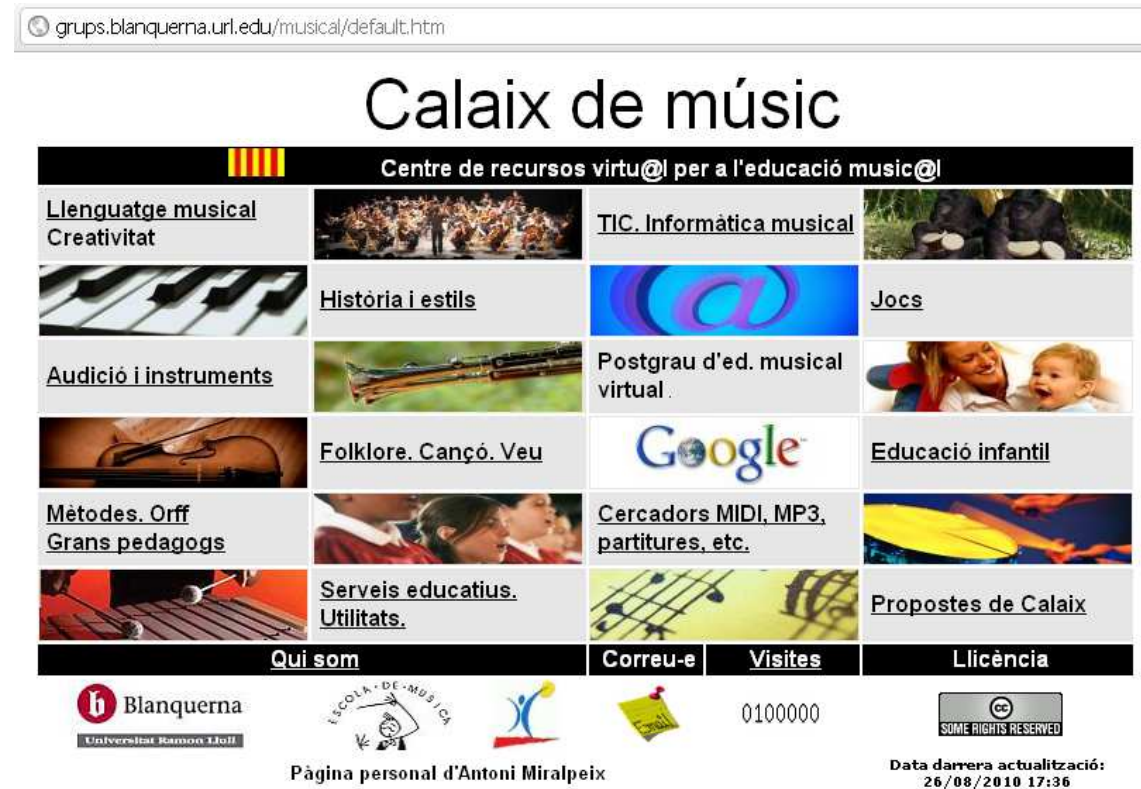 grups.blanquerna.url.edu/musical/default.htm
Calaix de músic
Centre de recursos virtu@l per a l'educació music@l
Llenguatge musical
Creativitat
TIC. Informàtica musical
Història i estils
Jocs
Audició i instruments
Postgrau d'ed. musical
virtual.
Folklore. Cançó. Veu
Google
Educació infantil
Mètodes. Orff
Grans pedagogs
Cercadors MIDI, MP3,
partitures, etc.
Serveis educatius.
Utilitats.
Propostes de Calaix
Qui som
Correu-e
Visites
Llicència
b Blanquerna
Universitat Ramon Llull
ESCOLA·DE·MUSICA
Email
0100000
cc
SOME RIGHTS RESERVED
Pàgina personal d'Antoni Miralpeix
Data darrera actualització:
26/08/2010 17:36